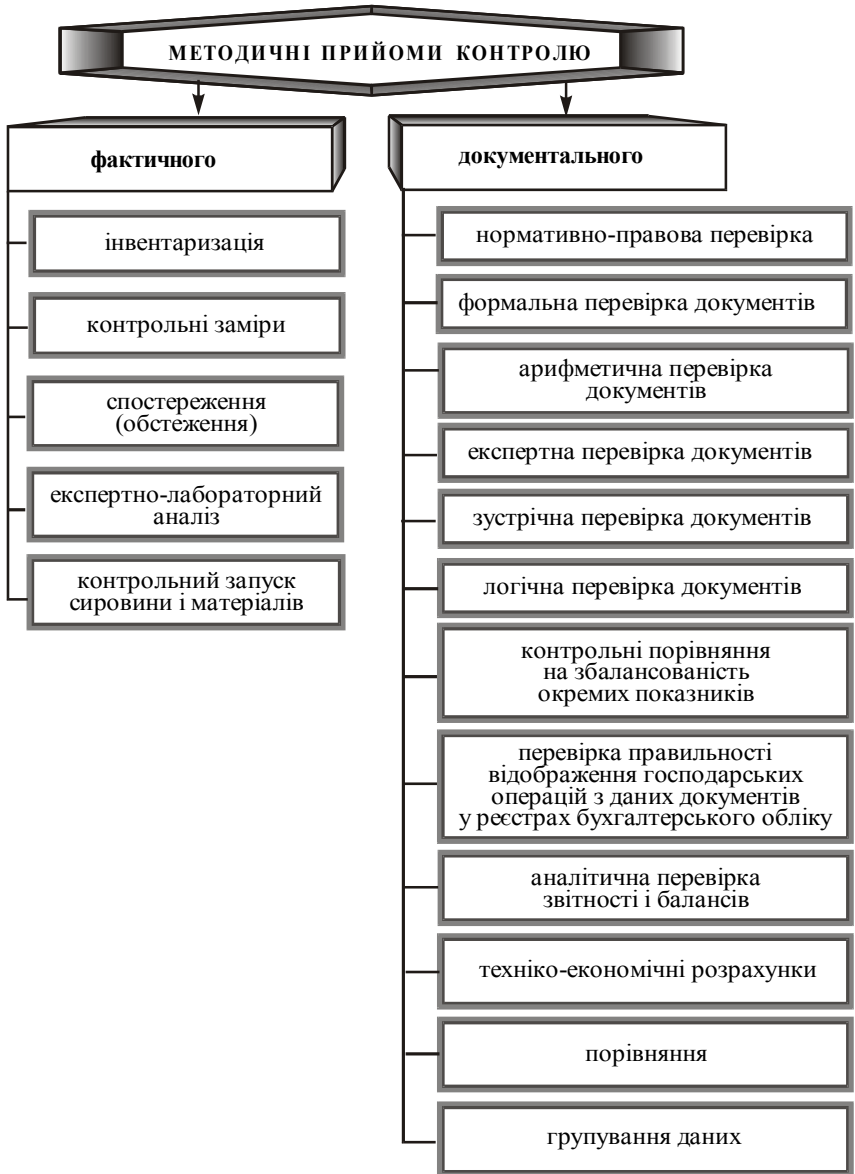 МЕТОДИЧНІ ПРИЙОМИ КОНТРОЛЮ
фактичного
інвентаризація
контрольні заміри
спостереження
(обстеження)
експертно-лабораторний
аналіз
контрольний запуск
сировини і матеріалів
документального
нормативно-правова перевірка
формальна перевірка документів
арифметична перевірка
документів
експертна перевірка документів
зустрічна перевірка документів
логічна перевірка документів
контрольні порівняння
на збалансованість
окремих показників
перевірка правильності
відображення господарських
операцій з даних документів
у реєстрах бухгалтерського обліку
аналітична перевірка
звітності і балансів
техніко-економічні розрахунки
порівняння
групування даних